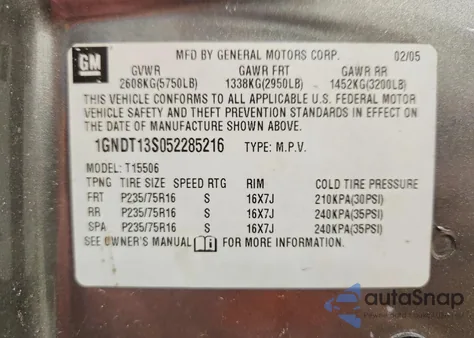 GM
MFD BY GENERAL MOTORS CORP. 02/05
GVWR GAWR FRT GAWR RR
2608KG(5750LB) 1338KG(2950LB) 1452KG(3200LB)
THIS VEHICLE CONFORMS TO ALL APPLICABLE U.S. FEDERAL MOTOR
VEHICLE SAFETY AND THEFT PREVENTION STANDARDS IN EFFECT ON
THE DATE OF MANUFACTURE SHOWN ABOVE.
1GNDT13S052285216 TYPE: M.P.V.
MODEL: T15506
TPNG TIRE SIZE SPEED RTG RIM COLD TIRE PRESSURE
FRT P235/75R16 S 16X7J 210KPA(30PSI)
RR P235/75R16 S 16X7J 240KPA(35PSI)
SPA P235/75R16 S 16X7J 240KPA(35PSI)
SEE OWNER'S MANUAL FOR MORE INFORMATION.
autoSnap